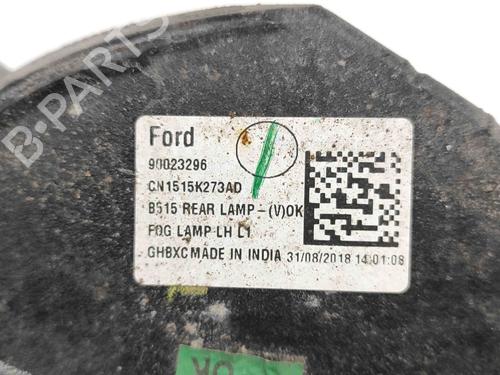 B-PARTS
Ford
90023296
CN1515K273AD
B515 REAR LAMP-(V)OK
FOG LAMP LH L1
GHBXC MADE IN INDIA 31/08/2018 14:01:08
OK